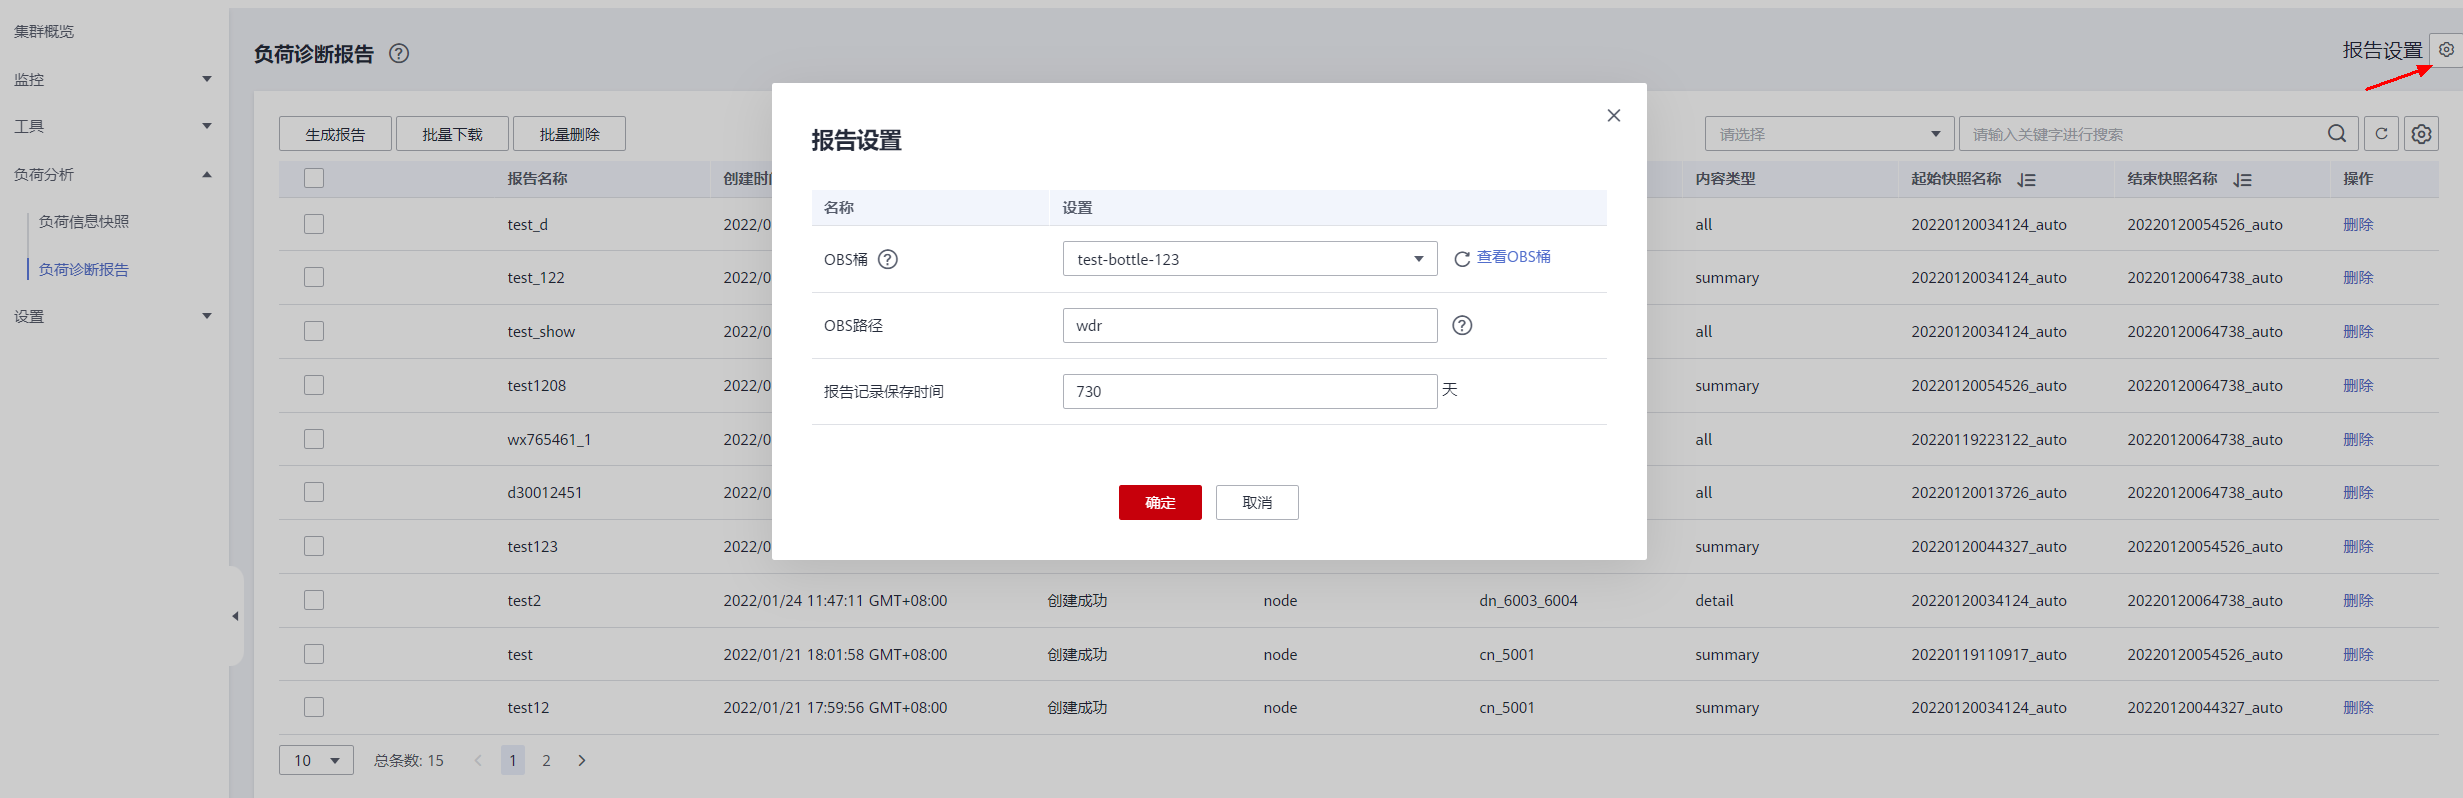 集群概览
监控
工具
负荷分析
负荷信息快照
负荷诊断报告
设置
负荷诊断报告
报告设置
生成报告 批量下载 批量删除 请选择 请输入关键字进行搜索
报告名称 内容类型 起始快照名称 结束快照名称 操作
test_d 2022/0 all 20220120034124_auto 20220120054526_auto 删除
test_122 2022/0 summary 20220120034124_auto 20220120064738_auto 删除
test_show 2022/0 all 20220120034124_auto 20220120064738_auto 删除
test1208 2022/0 summary 20220120054526_auto 20220120064738_auto 删除
wx765461_1 2022/0 all 20220119223122_auto 20220120064738_auto 删除
d30012451 2022/0 all 20220120013726_auto 20220120064738_auto 删除
test123 2022/0 summary 20220120044327_auto 20220120054526_auto 删除
test2 2022/01/24 11:47:11 GMT+08:00 创建成功 node dn_6003_6004 detail 20220120034124_auto 20220120064738_auto 删除
test 2022/01/21 18:01:58 GMT+08:00 创建成功 node cn_5001 summary 20220119110917_auto 20220120054526_auto 删除
test12 2022/01/21 17:59:56 GMT+08:00 创建成功 node cn_5001 summary 20220120034124_auto 20220120044327_auto 删除
10 总条数: 15 1 2
报告设置
名称 设置
OBS桶 test-bottle-123 查看OBS桶
OBS路径 wdr
报告记录保存时间 730 天
确定 取消